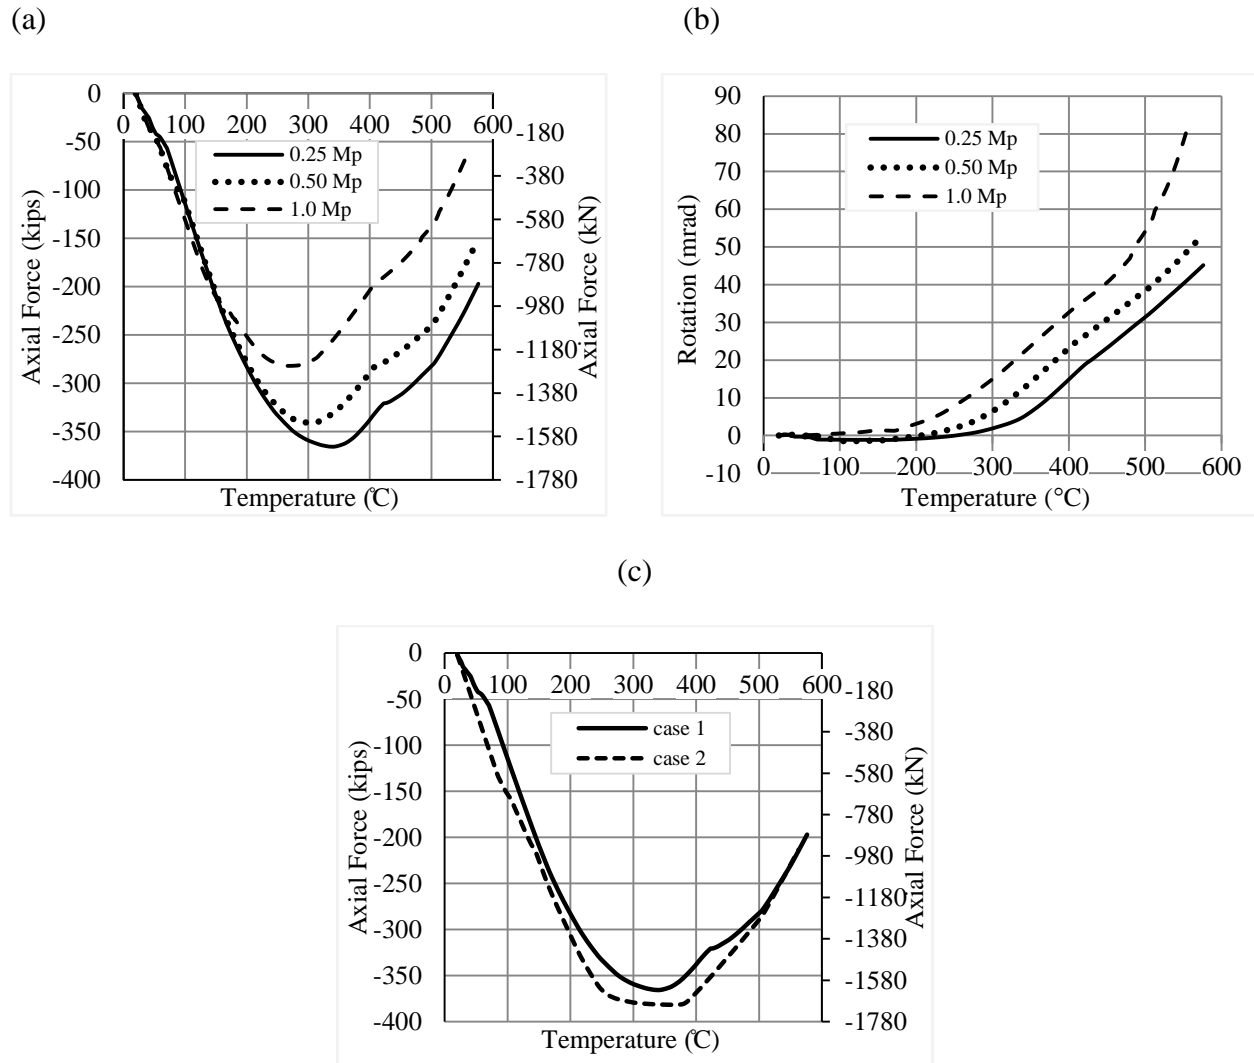 (a)
(b)
0
0 100 200 300 400 500 600
-50
-100
-150
-200
-250
-300
-350
-400
-180
-380
-580
-780
-980
-1180
-1380
-1580
-1780
Axial Force (kips)
Axial Force (kN)
Temperature (℃)
0.25 Mp
0.50 Mp
1.0 Mp
90
80
70
60
50
40
30
20
10
0
-10
0 100 200 300 400 500 600
Rotation (mrad)
Temperature (°C)
0.25 Mp
0.50 Mp
1.0 Mp
(c)
0
0 100 200 300 400 500 600
-50
-100
-150
-200
-250
-300
-350
-400
-180
-380
-580
-780
-980
-1180
-1380
-1580
-1780
Axial Force (kips)
Axial Force (kN)
Temperature (℃)
case 1
case 2